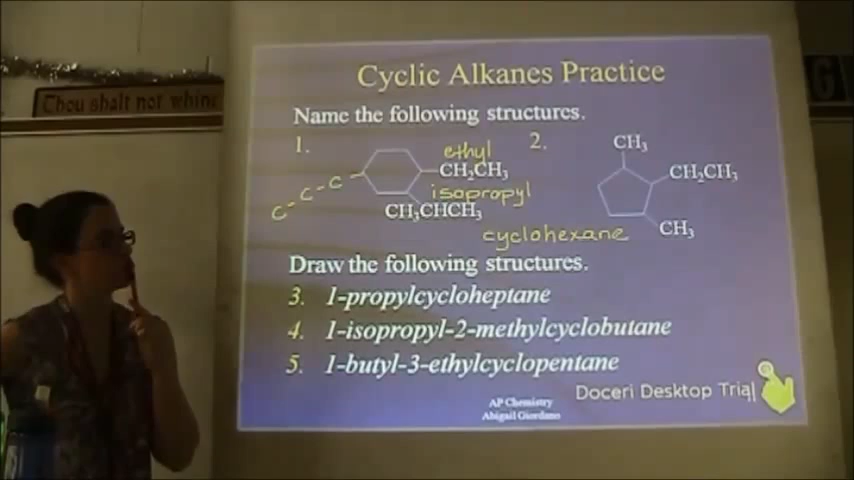 Thou shalt not whine
Cyclic Alkanes Practice
Name the following structures.
1.
ethyl
2.
CH₃
CH₂CH₃
CH₂CH₃
C - C - C
isopropyl
CH₃CHCH₃
cyclohexane
CH₃
Draw the following structures.
3. 1-propylcycloheptane
4. 1-isopropyl-2-methylcyclobutane
5. 1-butyl-3-ethylcyclopentane
Doceri Desktop Trial
AP Chemistry
Abigail Giordano